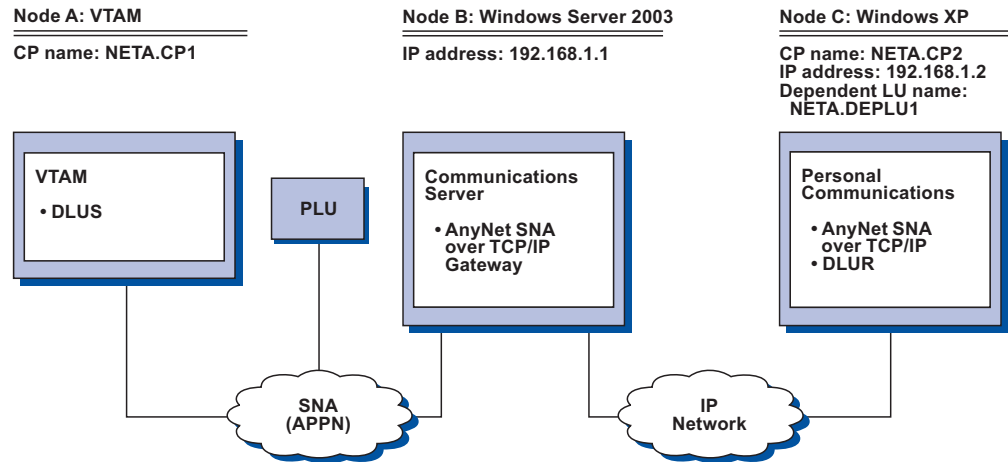 Node A: VTAM
CP name: NETA.CP1
Node B: Windows Server 2003
IP address: 192.168.1.1
Node C: Windows XP
CP name: NETA.CP2
IP address: 192.168.1.2
Dependent LU name:
NETA.DEPLU1
VTAM
• DLUS
PLU
Communications
Server
• AnyNet SNA
over TCP/IP
Gateway
Personal
Communications
• AnyNet SNA
over TCP/IP
• DLUR
SNA
(APPN)
IP
Network